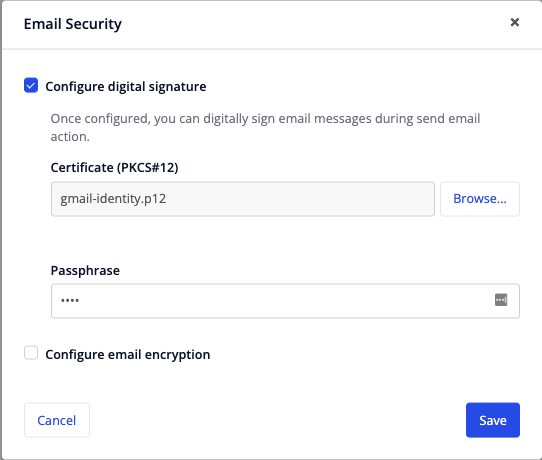 Email Security
Configure digital signature
Once configured, you can digitally sign email messages during send email
action.
Certificate (PKCS#12)
gmail-identity.p12
Browse...
Passphrase
••••
Configure email encryption
Cancel
Save